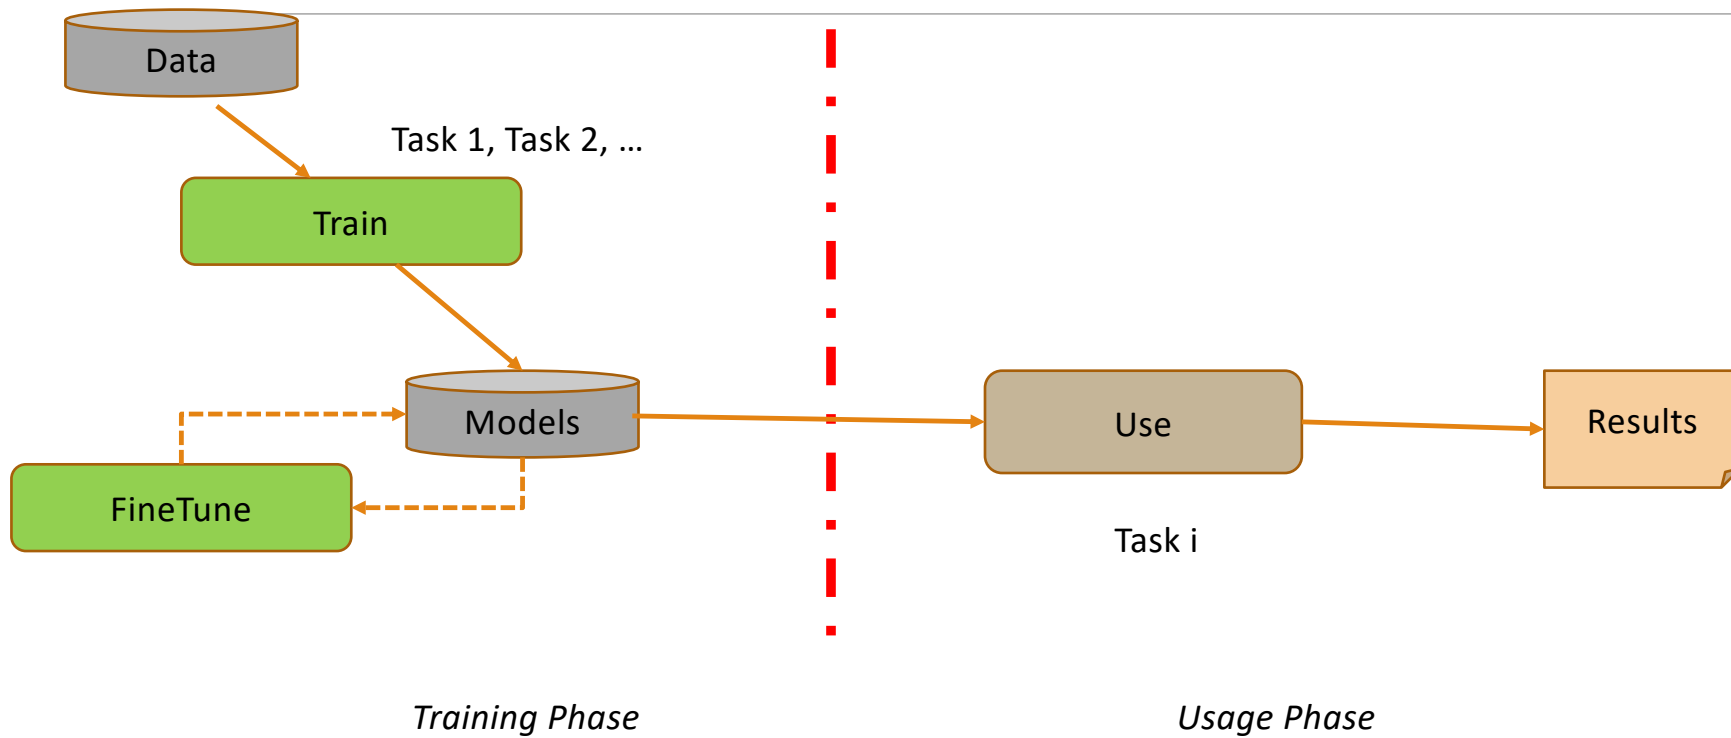 Data
Task 1, Task 2, …
Train
Models
Use
Results
FineTune
Task i
Training Phase
Usage Phase